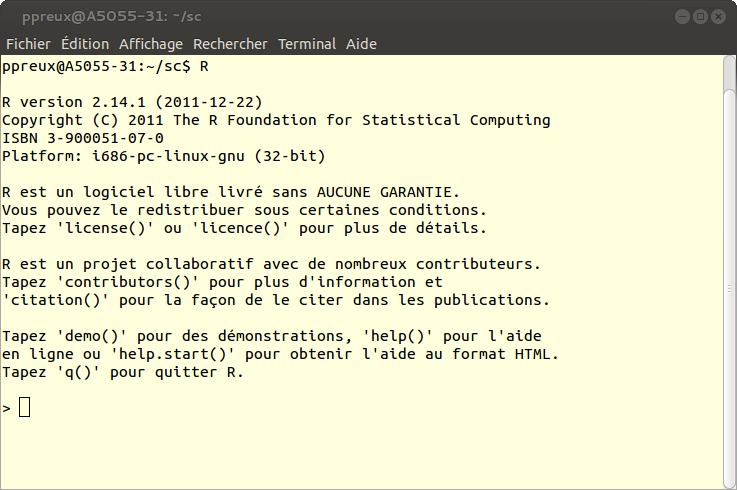 ppreux@A5055-31: ~/sc
Fichier Édition Affichage Rechercher Terminal Aide
ppreux@A5055-31:~/sc$ R
R version 2.14.1 (2011-12-22)
Copyright (C) 2011 The R Foundation for Statistical Computing
ISBN 3-900051-07-0
Platform: i686-pc-linux-gnu (32-bit)
R est un logiciel libre livré sans AUCUNE GARANTIE.
Vous pouvez le redistribuer sous certaines conditions.
Tapez 'license()' ou 'licence()' pour plus de détails.
R est un projet collaboratif avec de nombreux contributeurs.
Tapez 'contributors()' pour plus d'information et
'citation()' pour la façon de le citer dans les publications.
Tapez 'demo()' pour des démonstrations, 'help()' pour l'aide
en ligne ou 'help.start()' pour obtenir l'aide au format HTML.
Tapez 'q()' pour quitter R.
>